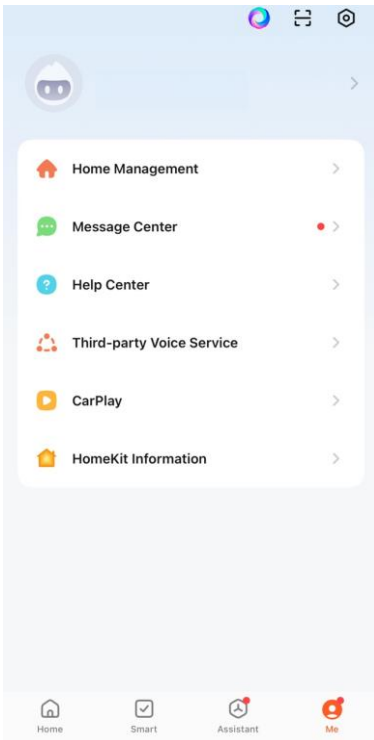 Home Management
Message Center
Help Center
Third-party Voice Service
CarPlay
HomeKit Information
Home
Smart
Assistant
Me